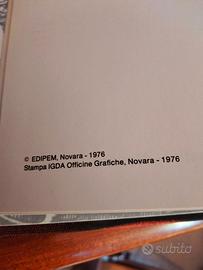 © EDIPEM, Novara - 1976
Stampa IGDA Officine Grafiche, Novara - 1976
subito